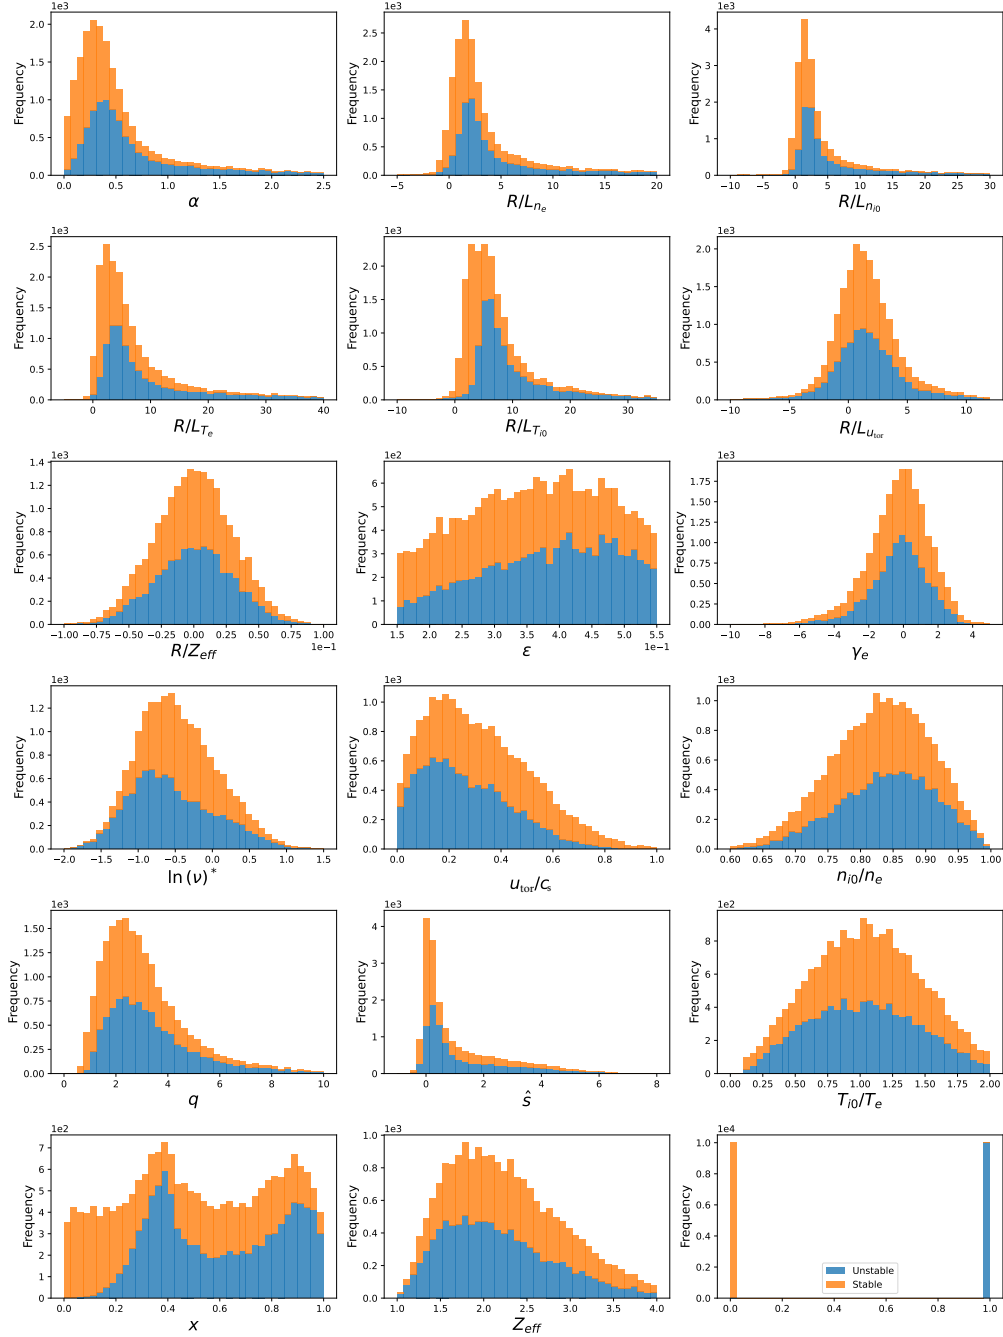 1e3
Frequency
2.0
1.5
1.0
0.5
0.0
0.0 0.5 1.0 1.5 2.0 2.5
α
1e3
Frequency
2.5
2.0
1.5
1.0
0.5
0.0
−5 0 5 10 15 20
R/L_{n_e}
1e3
Frequency
4
3
2
1
0
−10 −5 0 5 10 15 20 25 30
R/L_{n_{i0}}
1e3
Frequency
2.5
2.0
1.5
1.0
0.5
0.0
0 10 20 30 40
R/L_{T_e}
1e3
Frequency
2.0
1.5
1.0
0.5
0.0
−10 0 10 20 30
R/L_{T_{i0}}
1e3
Frequency
2.0
1.5
1.0
0.5
0.0
−10 −5 0 5 10
R/L_{u_{tor}}
1e3
Frequency
1.4
1.2
1.0
0.8
0.6
0.4
0.2
0.0
−1.00 −0.75 −0.50 −0.25 0.00 0.25 0.50 0.75 1.00
1e−1
R/Z_{eff}
1e2
Frequency
6
5
4
3
2
1
0
1.5 2.0 2.5 3.0 3.5 4.0 4.5 5.0 5.5
1e−1
ε
1e3
Frequency
1.75
1.50
1.25
1.00
0.75
0.50
0.25
0.00
−10 −8 −6 −4 −2 0 2 4
γ_e
1e3
Frequency
1.2
1.0
0.8
0.6
0.4
0.2
0.0
−2.0 −1.5 −1.0 −0.5 0.0 0.5 1.0 1.5
ln (ν)*
1e3
Frequency
1.0
0.8
0.6
0.4
0.2
0.0
0.0 0.2 0.4 0.6 0.8 1.0
u_{tor}/c_s
1e3
Frequency
1.0
0.8
0.6
0.4
0.2
0.0
0.60 0.65 0.70 0.75 0.80 0.85 0.90 0.95 1.00
n_{i0}/n_e
1e3
Frequency
1.50
1.25
1.00
0.75
0.50
0.25
0.00
0 2 4 6 8 10
q
1e3
Frequency
4
3
2
1
0
0 2 4 6 8
ŝ
1e2
Frequency
8
6
4
2
0
0.00 0.25 0.50 0.75 1.00 1.25 1.50 1.75 2.00
T_{i0}/T_e
1e2
Frequency
7
6
5
4
3
2
1
0
0.0 0.2 0.4 0.6 0.8 1.0
x
1e3
Frequency
1.0
0.8
0.6
0.4
0.2
0.0
1.0 1.5 2.0 2.5 3.0 3.5 4.0
Z_{eff}
1e4
Frequency
1.0
0.8
0.6
0.4
0.2
0.0
0.0 0.2 0.4 0.6 0.8 1.0
Unstable
Stable